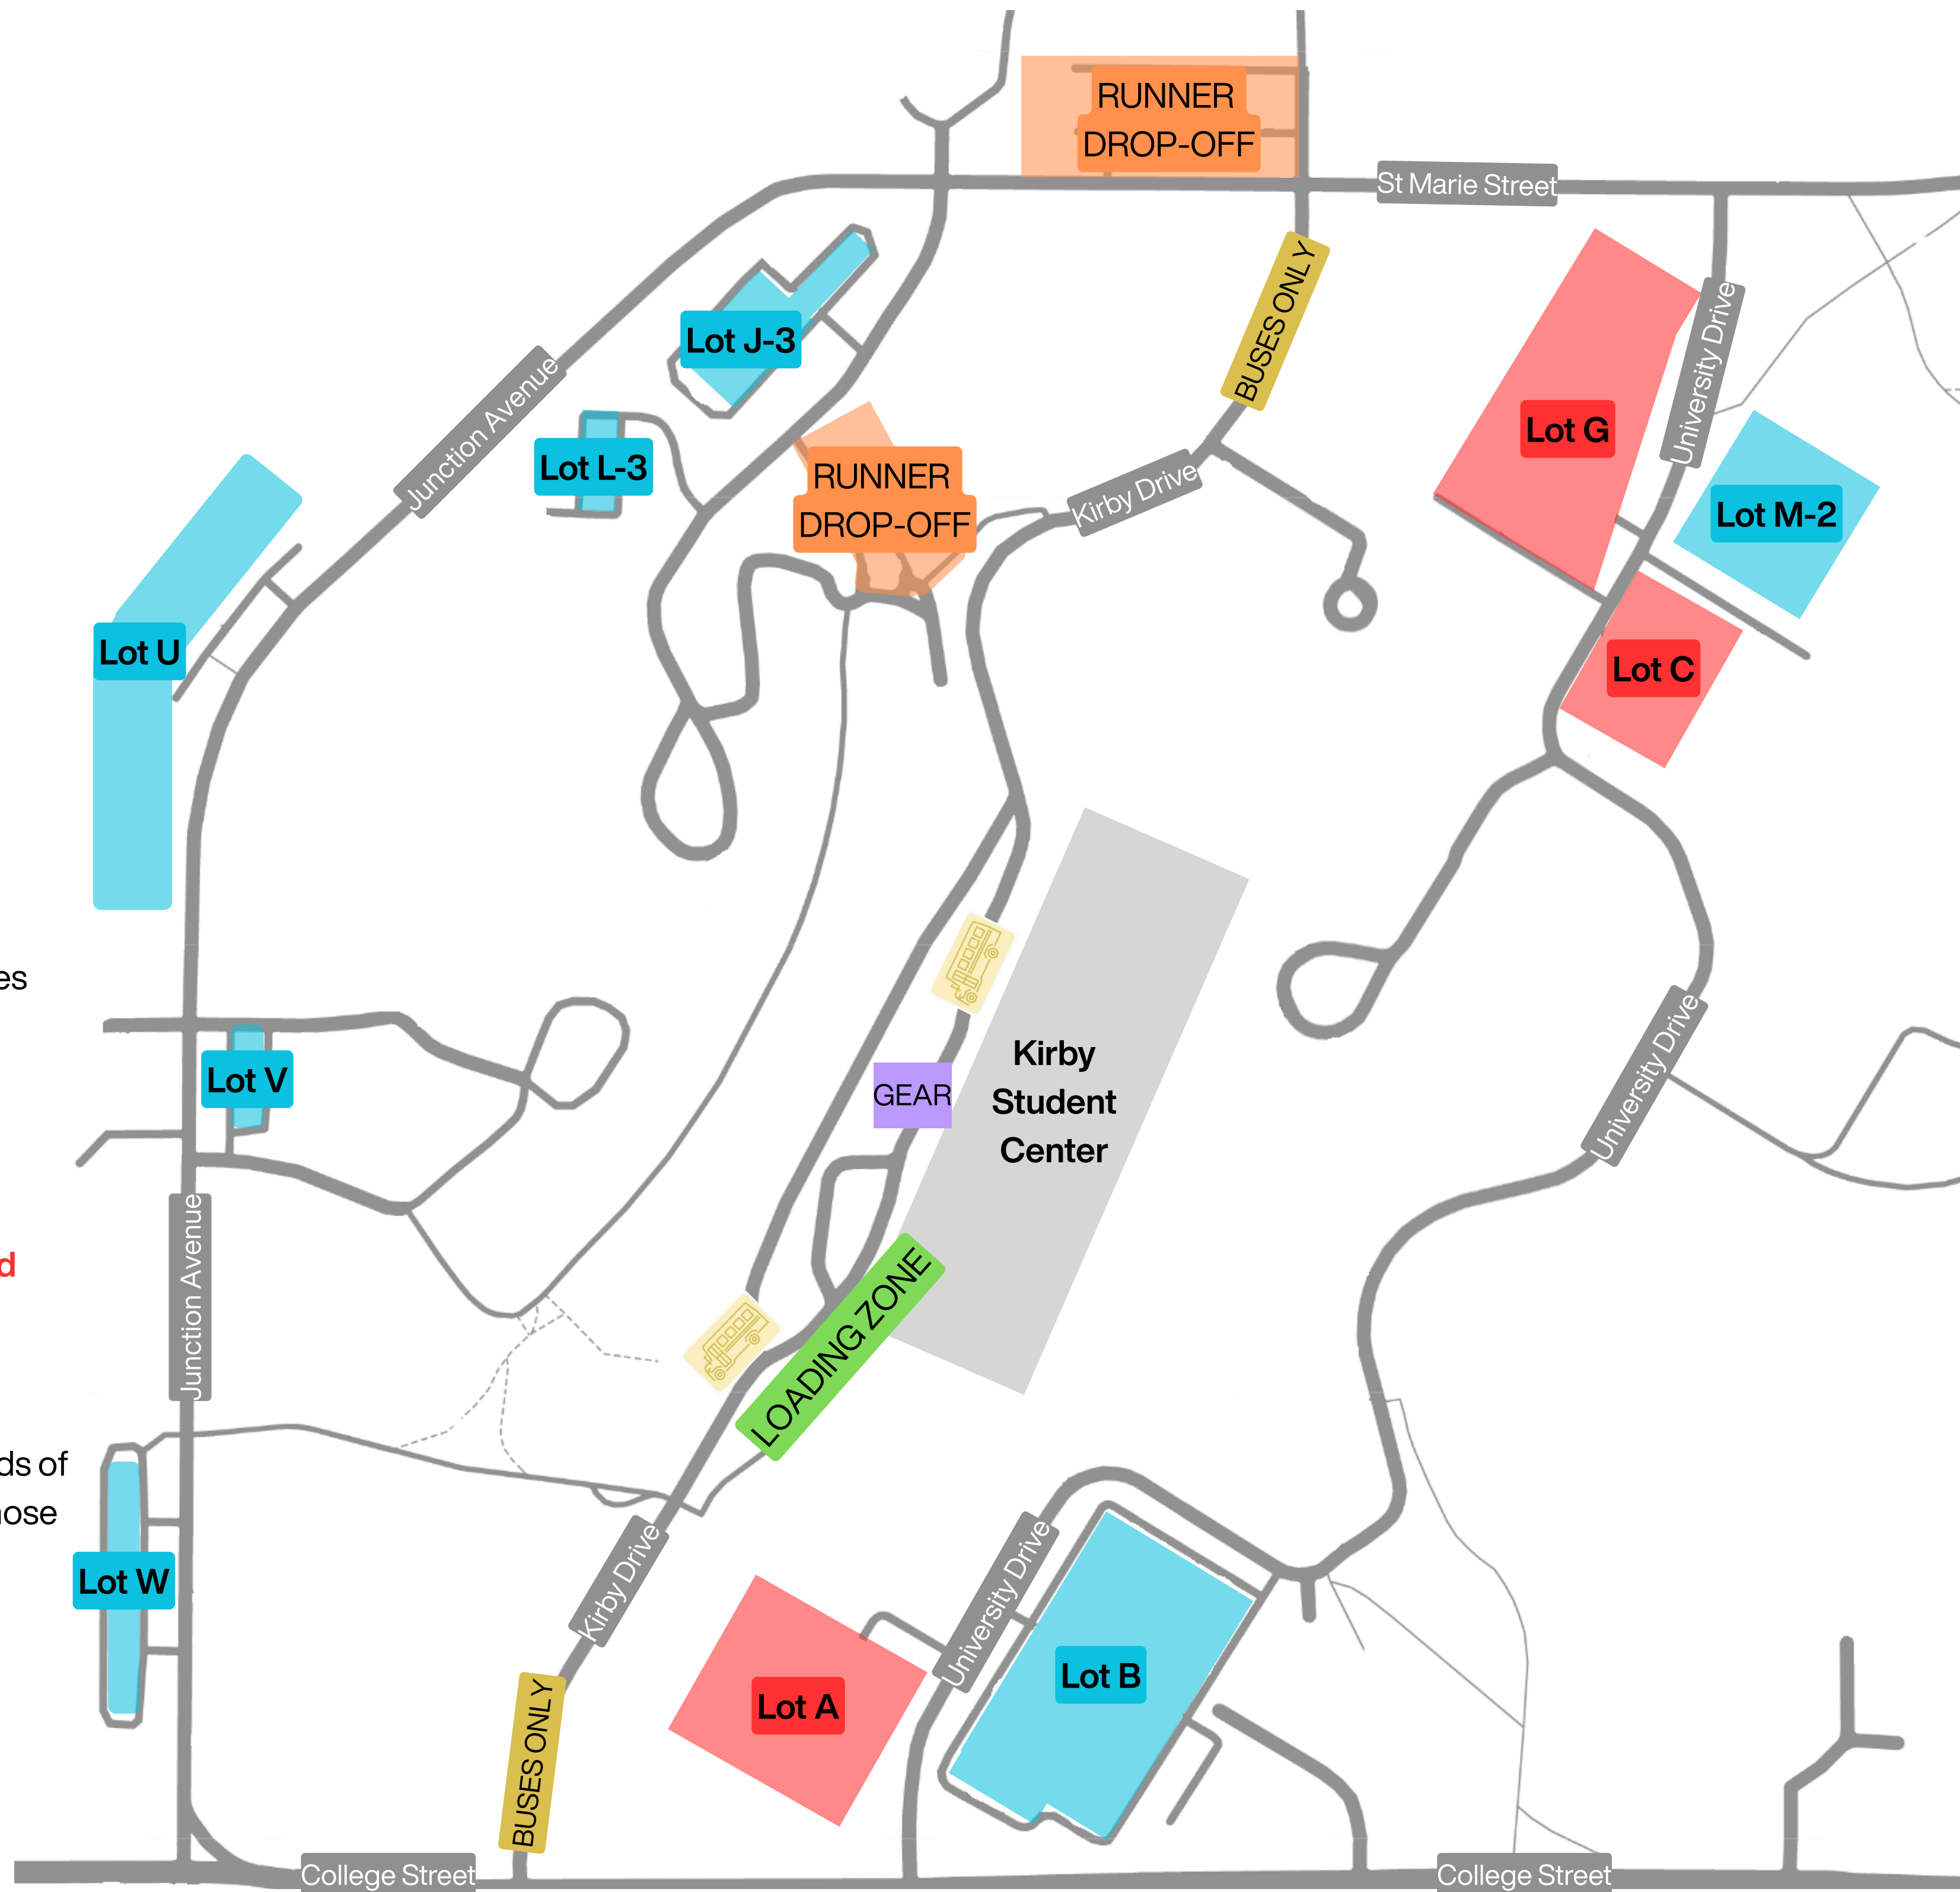 RUNNER
DROP-OFF
St Marie Street
BUSES ONLY
University Drive
Lot J-3
Junction Avenue
Lot G
Lot L-3
RUNNER
DROP-OFF
Kirby Drive
Lot M-2
Lot U
Lot C
es
Kirby
Student
Center
Lot V
GEAR
University Drive
d
Junction Avenue
LOADING ZONE
ds of
nose
Lot W
Kirby Drive
University Drive
Lot B
Lot A
BUSES ONLY
College Street
College Street